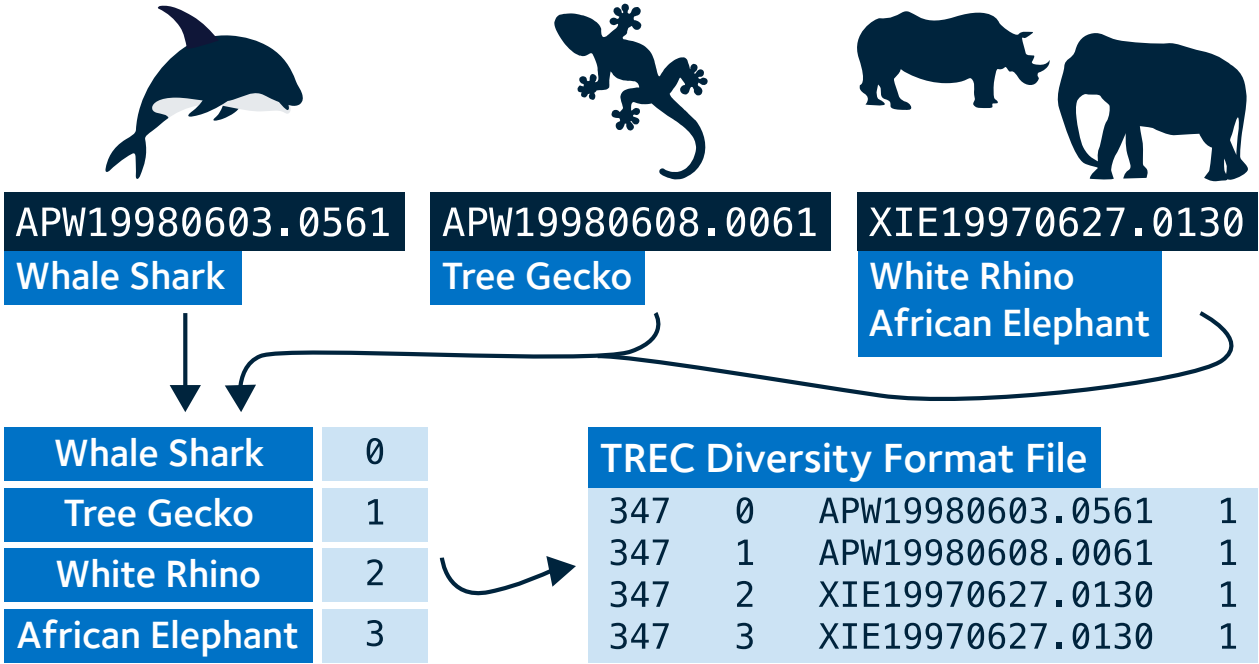 APW19980603.0561
Whale Shark
APW19980608.0061
Tree Gecko
XIE19970627.0130
White Rhino
African Elephant
Whale Shark 0
Tree Gecko 1
White Rhino 2
African Elephant 3
TREC Diversity Format File
347 0 APW19980603.0561 1
347 1 APW19980608.0061 1
347 2 XIE19970627.0130 1
347 3 XIE19970627.0130 1